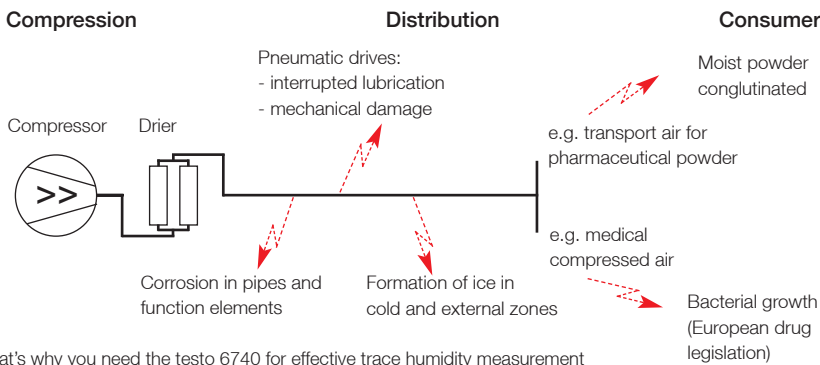 Compression
Distribution
Consumer
Pneumatic drives:
- interrupted lubrication
- mechanical damage
Moist powder
conglutinated
Compressor
Drier
>>
e.g. transport air for
pharmaceutical powder
e.g. medical
compressed air
Corrosion in pipes and
function elements
Formation of ice in
cold and external zones
Bacterial growth
(European drug
legislation)
at's why you need the testo 6740 for effective trace humidity measurement